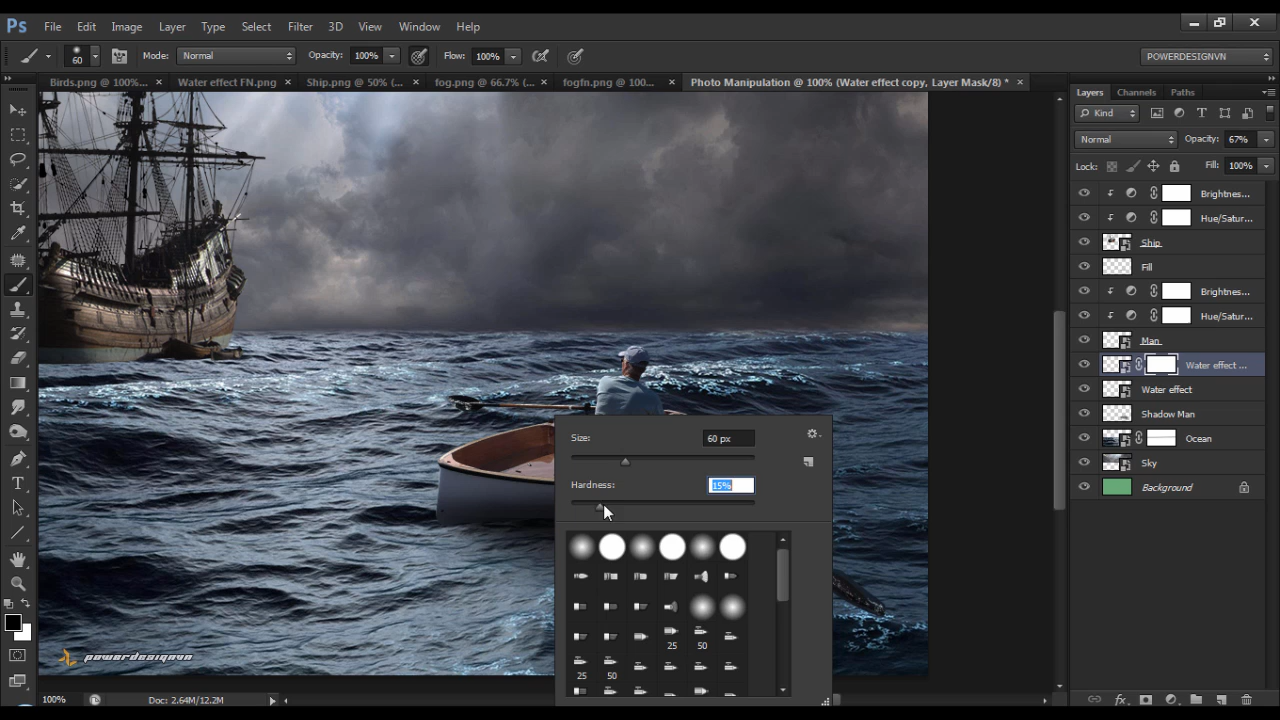 Ps File Edit Image Layer Type Select Filter 3D View Window Help
60 Mode: Normal Opacity: 100% Flow: 100% POWERDESIGNVN
Birds.png @ 100%... × Water effect FN.png × Ship.png @ 50% (... × fog.png @ 66.7% (... × fogfn.png @ 100... × Photo Manipulation @ 100% (Water effect copy, Layer Mask/8) * ×
Layers Channels Paths
Kind
Normal Opacity: 67%
Lock: Fill: 100%
Brightnes...
Hue/Satur...
Ship
Fill
Brightnes...
Hue/Satur...
Man
Water effect ...
Water effect
Shadow Man
Ocean
Sky
Background
Size: 60 px
Hardness: 15%
25 50
25 50
powerdesignvn
100% Doc: 2.64M/12.2M